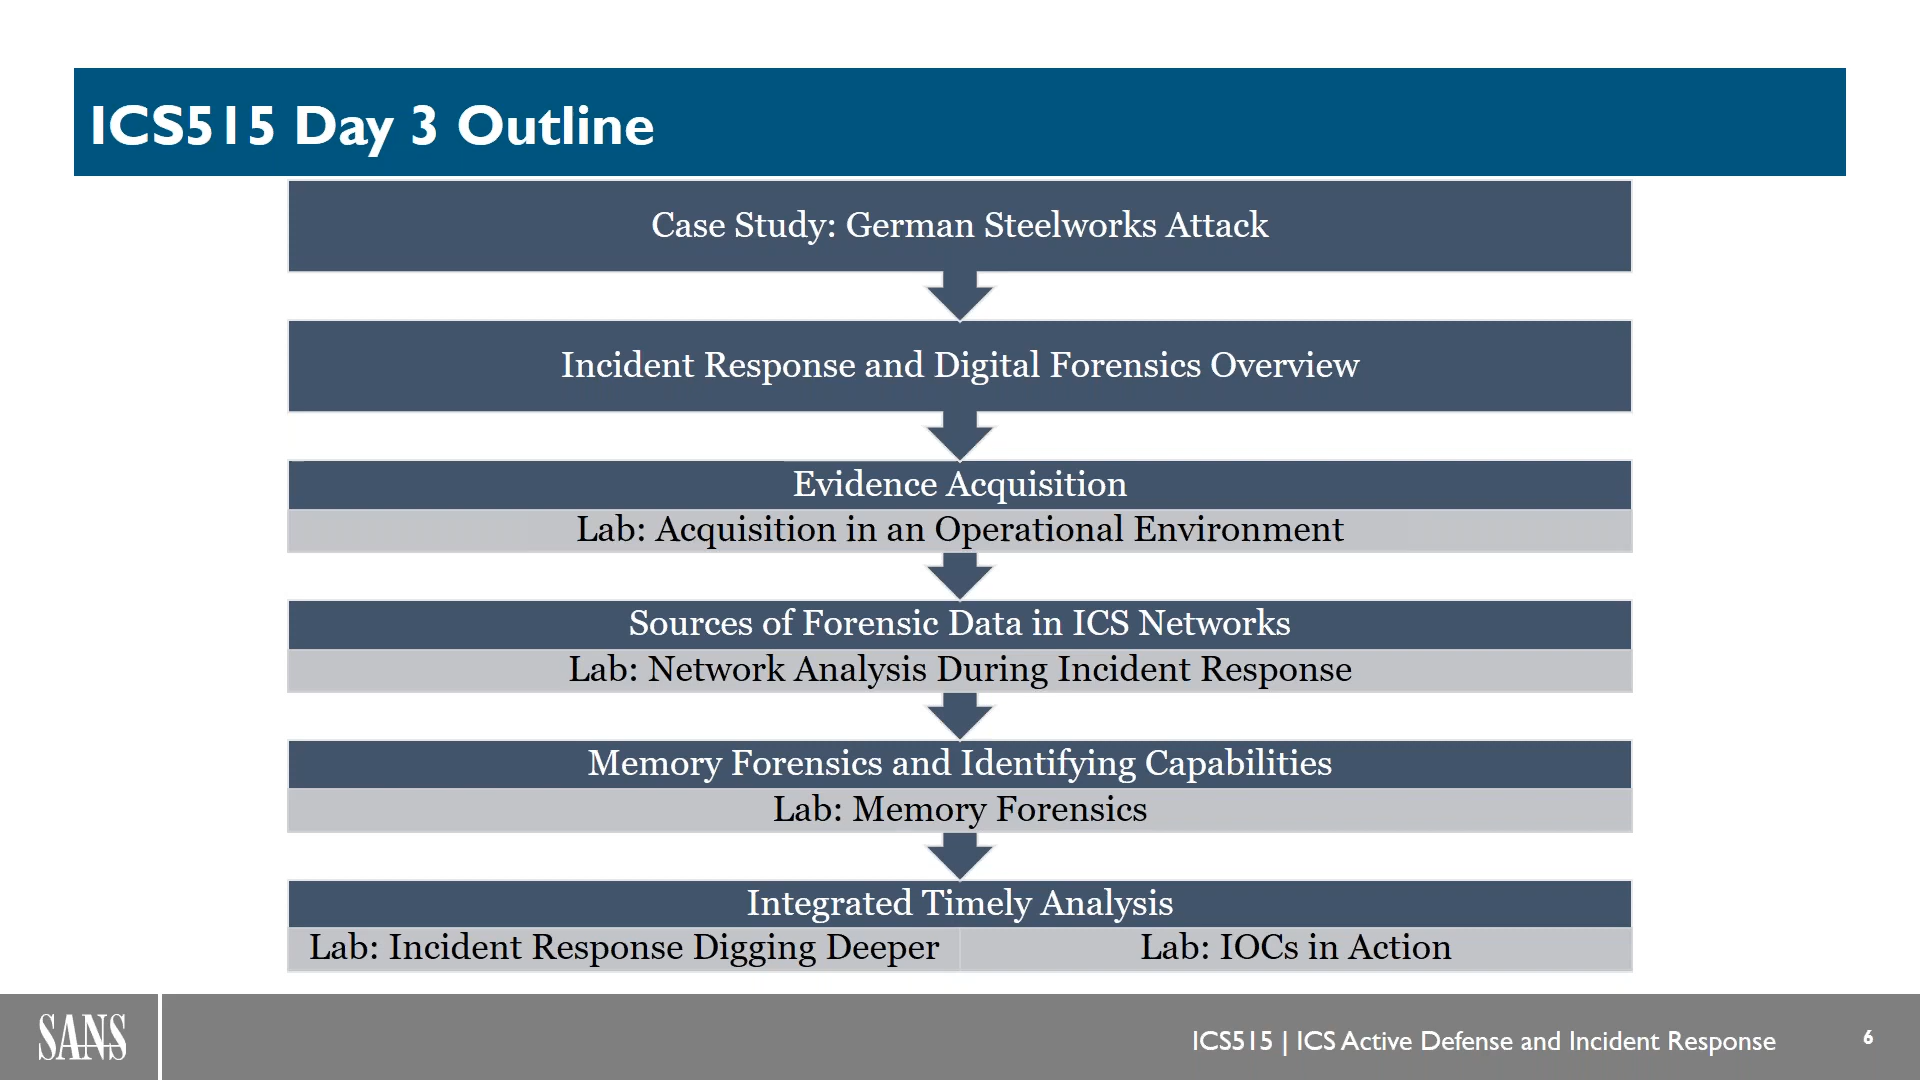 ICS515 Day 3 Outline
Case Study: German Steelworks Attack
Incident Response and Digital Forensics Overview
Evidence Acquisition
Lab: Acquisition in an Operational Environment
Sources of Forensic Data in ICS Networks
Lab: Network Analysis During Incident Response
Memory Forensics and Identifying Capabilities
Lab: Memory Forensics
Integrated Timely Analysis
Lab: Incident Response Digging Deeper
Lab: IOCs in Action
SANS
ICS515 | ICS Active Defense and Incident Response
6